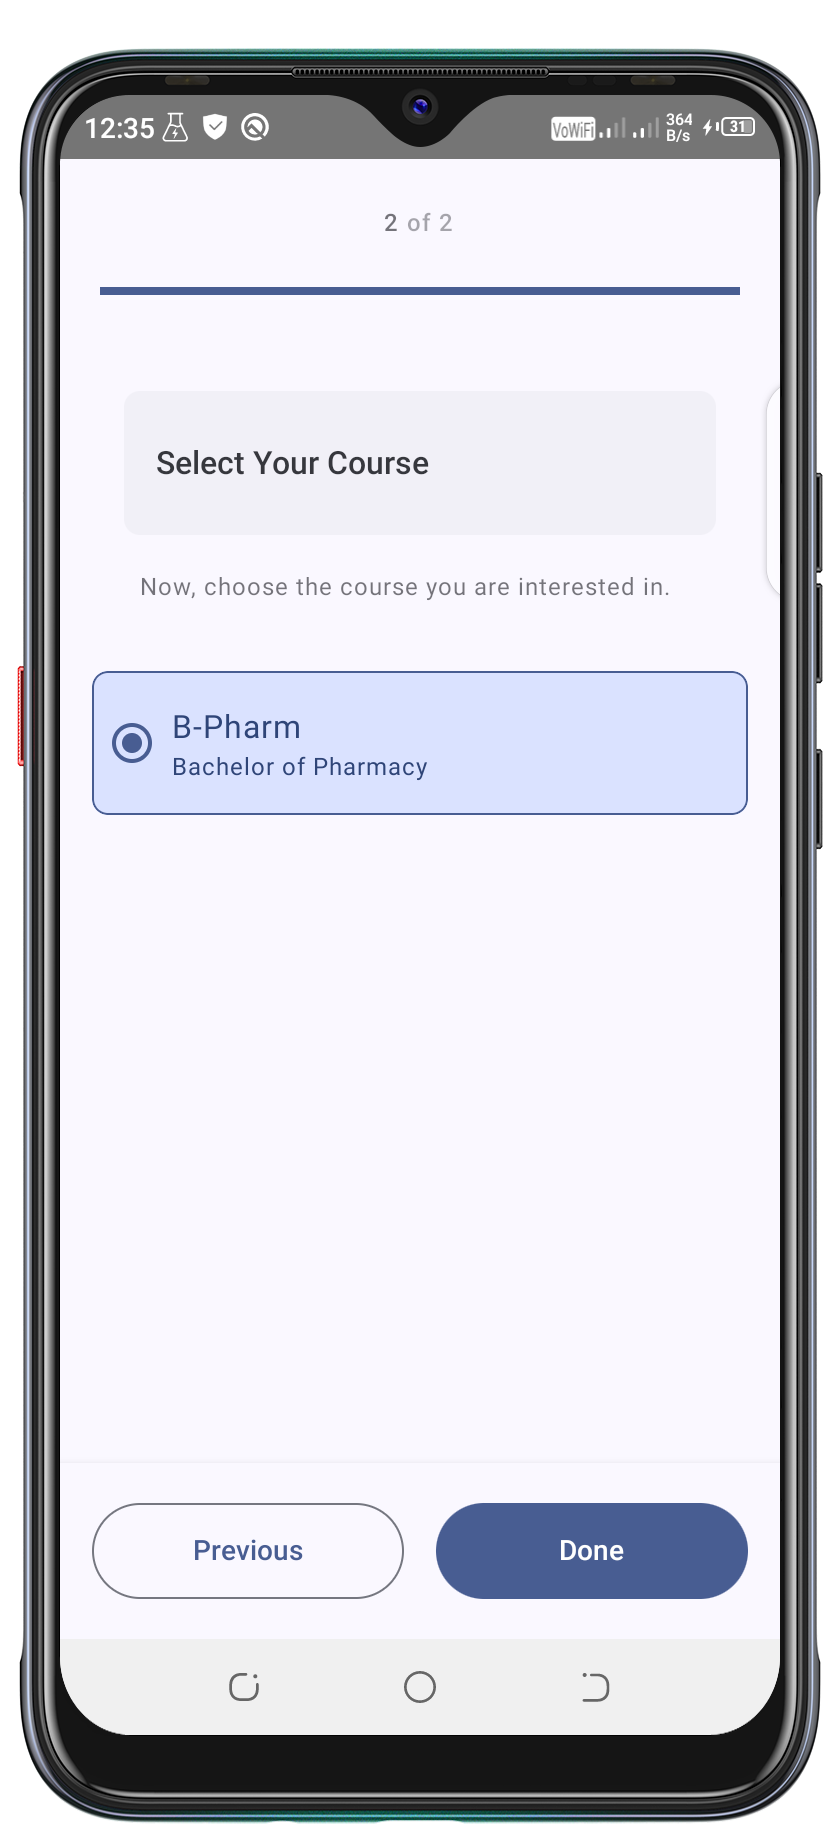 12:35
VoWiFi
364
B/s
31
2 of 2
Select Your Course
Now, choose the course you are interested in.
B-Pharm
Bachelor of Pharmacy
Previous
Done